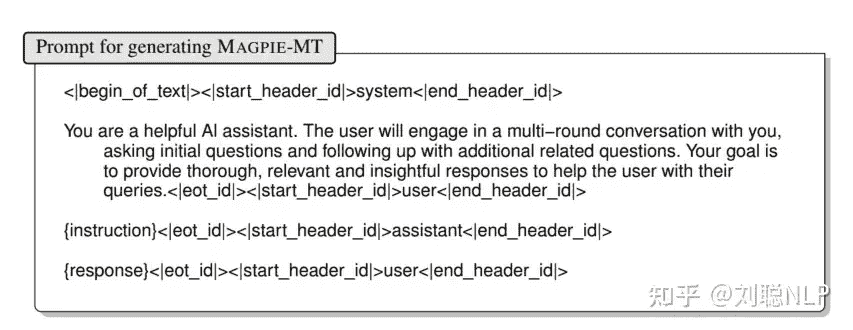 Prompt for generating MAGPIE-MT
<|begin_of_text|><|start_header_id|>system<|end_header_id|>
You are a helpful AI assistant. The user will engage in a multi−round conversation with you,
asking initial questions and following up with additional related questions. Your goal is
to provide thorough, relevant and insightful responses to help the user with their
queries.<|eot_id|><|start_header_id|>user<|end_header_id|>
{instruction}<|eot_id|><|start_header_id|>assistant<|end_header_id|>
{response}<|eot_id|><|start_header_id|>user<|end_header_id|>
知乎 @刘聪NLP